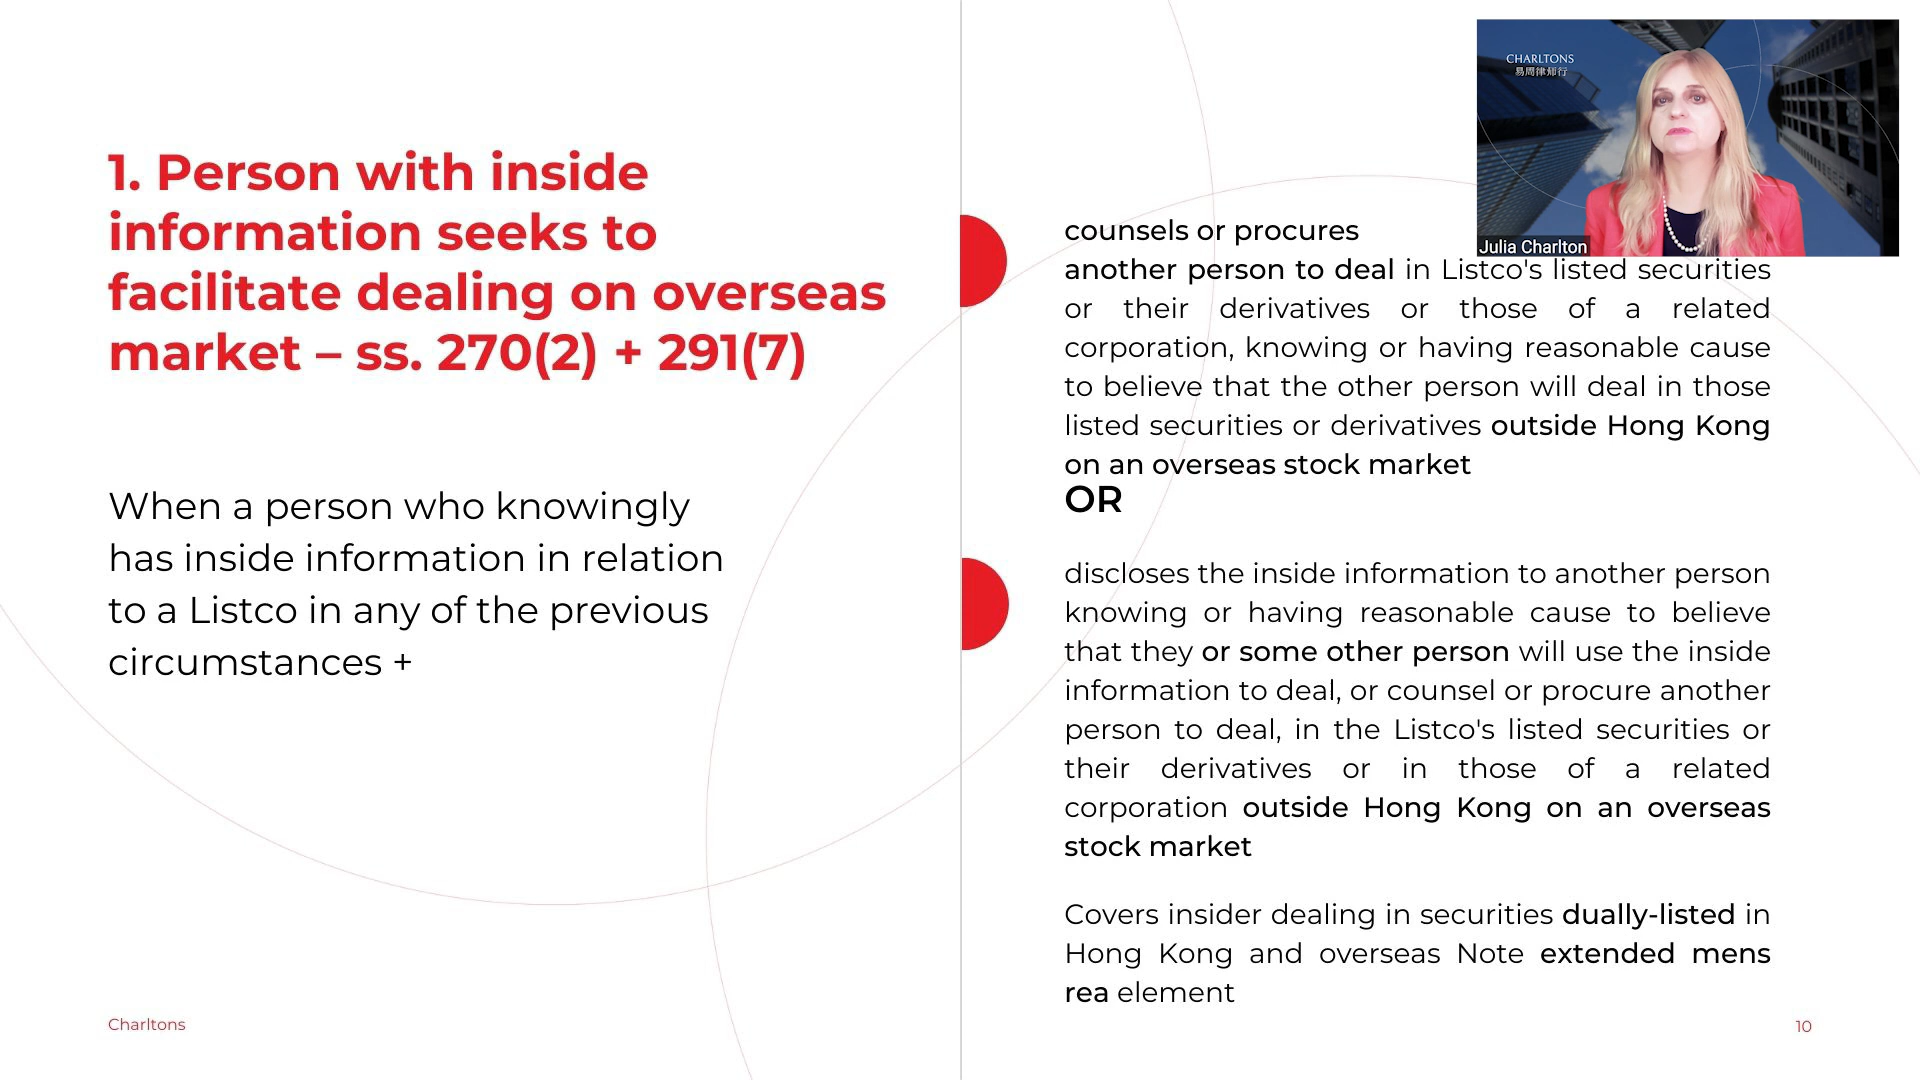 1. Person with inside
information seeks to
facilitate dealing on overseas
market – ss. 270(2) + 291(7)
When a person who knowingly
has inside information in relation
to a Listco in any of the previous
circumstances +
CHARLTONS
易周律师行
Julia Charlton
counsels or procures
another person to deal in Listco's listed securities
or their derivatives or those of a related
corporation, knowing or having reasonable cause
to believe that the other person will deal in those
listed securities or derivatives outside Hong Kong
on an overseas stock market
OR
discloses the inside information to another person
knowing or having reasonable cause to believe
that they or some other person will use the inside
information to deal, or counsel or procure another
person to deal, in the Listco's listed securities or
their derivatives or in those of a related
corporation outside Hong Kong on an overseas
stock market
Covers insider dealing in securities dually-listed in
Hong Kong and overseas Note extended mens
rea element
Charltons
10